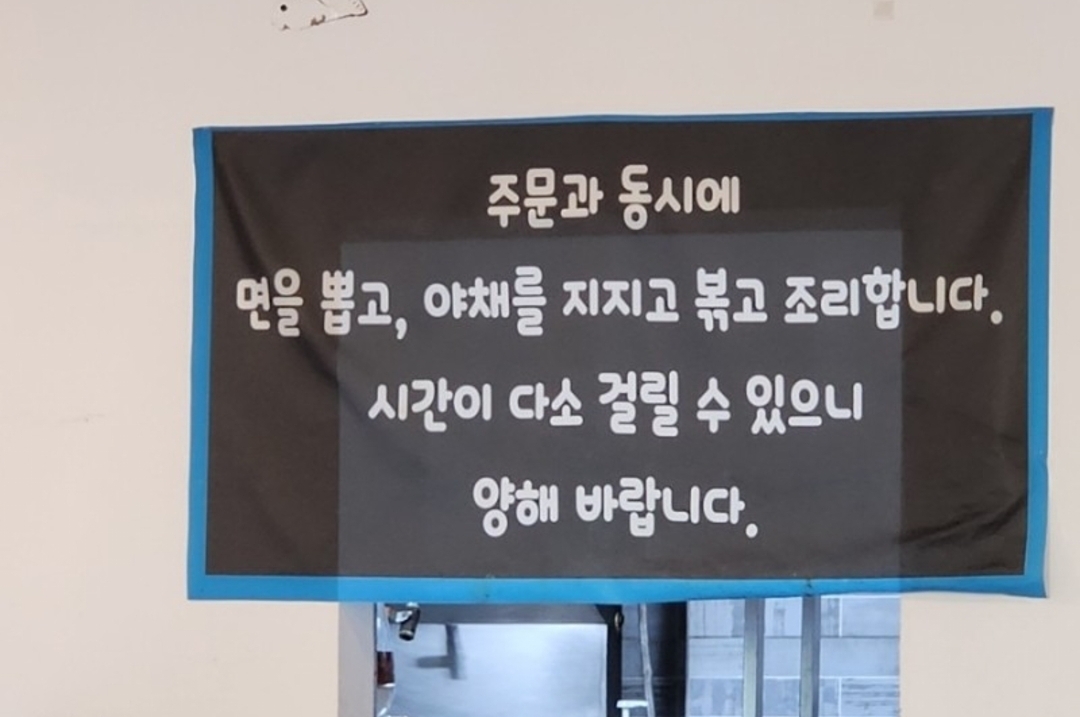 주문과 동시에
면을 뽑고, 야채를 지지고 볶고 조리합니다.
시간이 다소 걸릴 수 있으니
양해 바랍니다.